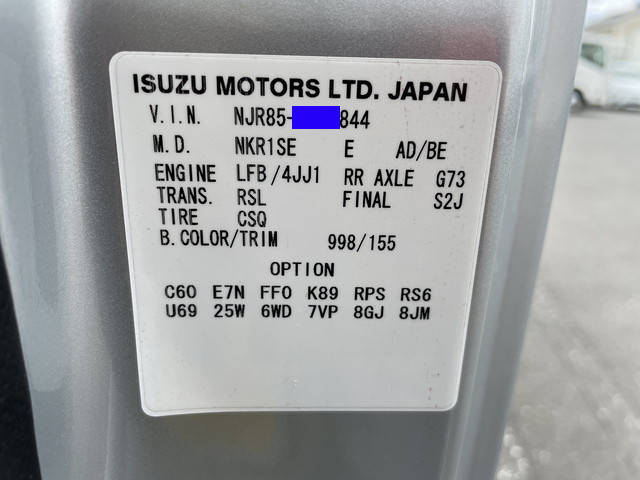 ISUZU MOTORS LTD. JAPAN
V.I.N. NJR85- 844
M.D. NKR1SE E AD/BE
ENGINE LFB/4JJ1 RR AXLE G73
TRANS. RSL FINAL S2J
TIRE CSQ
B.COLOR/TRIM 998/155
OPTION
C60 E7N FF0 K89 RPS RS6
U69 25W 6WD 7VP 8GJ 8JM